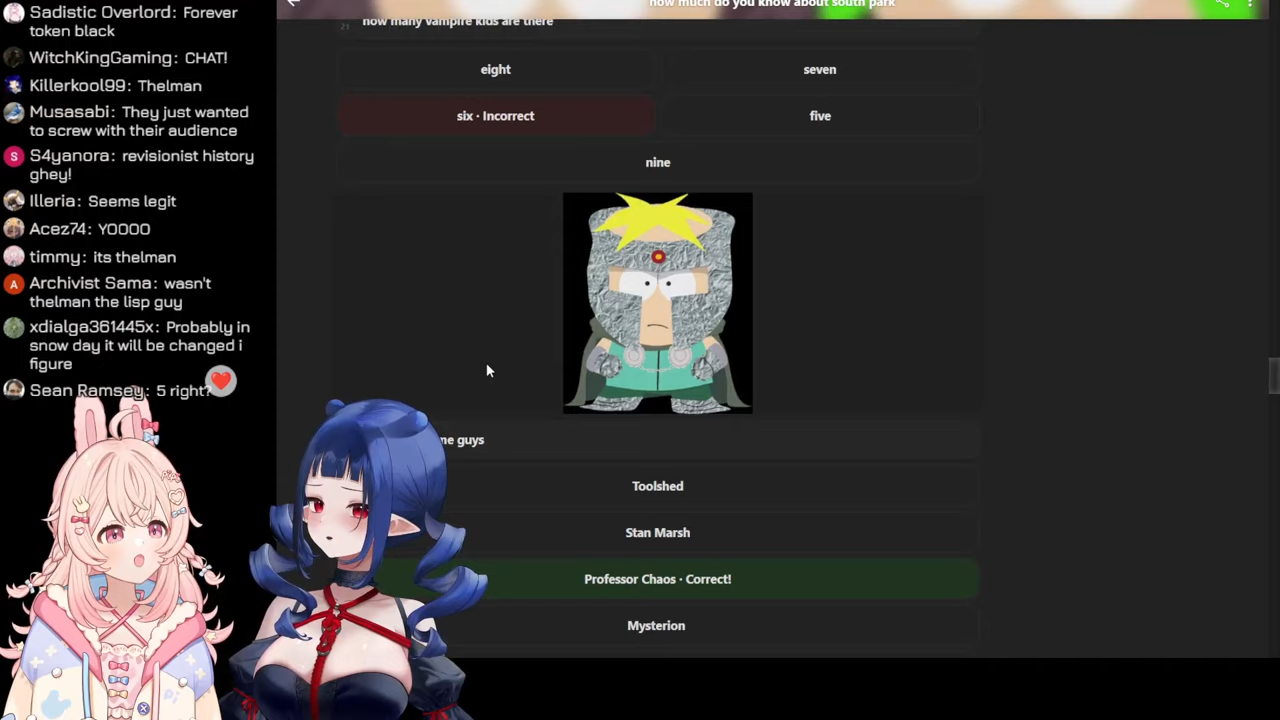 Sadistic Overlord: Forever
token black
WitchKingGaming: CHAT!
Killerkool99: Thelman
Musasabi: They just wanted
to screw with their audience
S4yanora: revisionist history
ghey!
Illeria: Seems legit
Acez74: YOOOO
timmy: its thelman
Archivist Sama: wasn't
thelman the lisp guy
xdialga361445x: Probably in
snow day it will be changed i
figure
Sean Ramsey: 5 right?
how much do you know about south park
21
how many vampire kids are there
eight
seven
six · Incorrect
five
nine
guys
Toolshed
Stan Marsh
Professor Chaos · Correct!
Mysterion